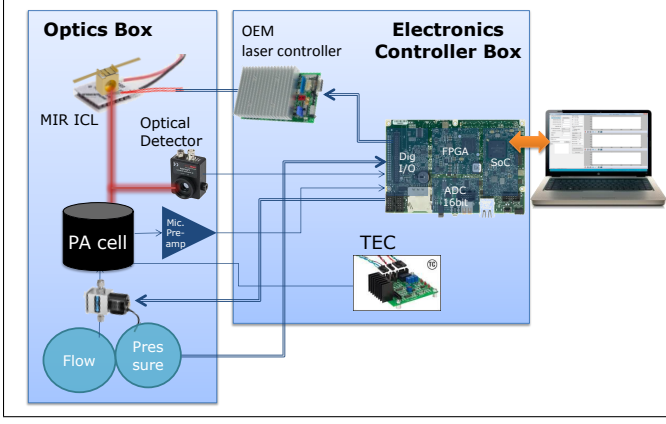 Optics Box
OEM
laser controller
Electronics
Controller Box
MIR ICL
Optical
Detector
Dig
I/O
FPGA
SoC
ADC
16bit
PA cell
Mic.
Pre-
amp
TEC
TC
Flow
Pres
sure